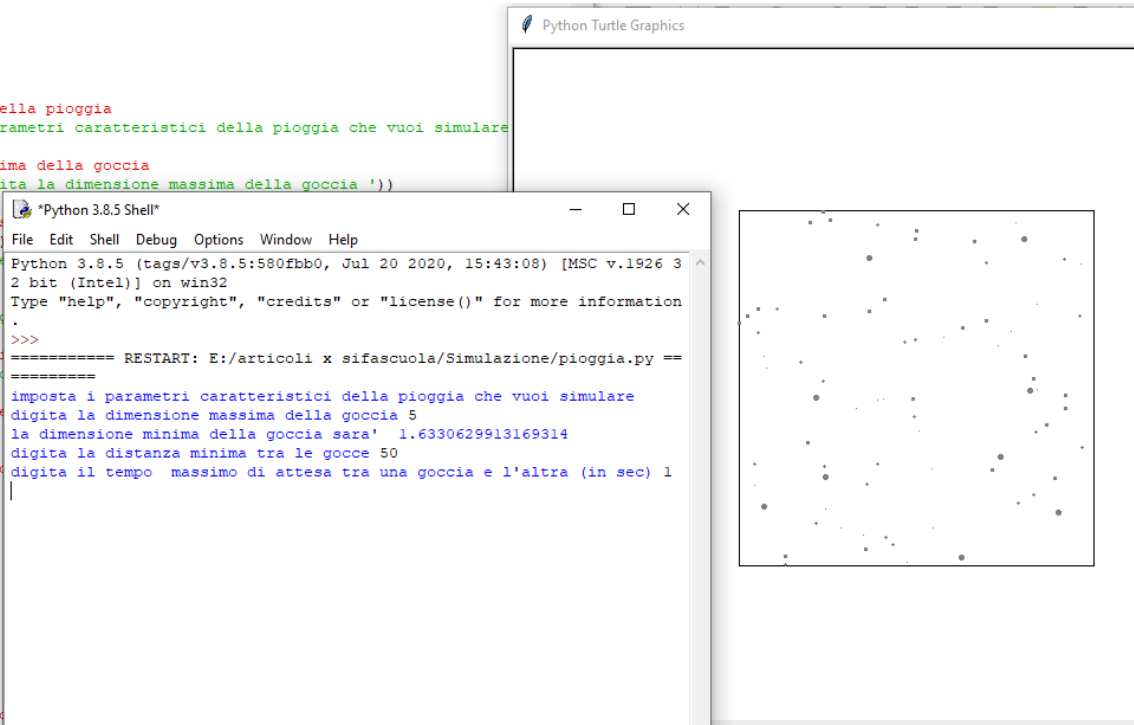 Python Turtle Graphics
ella pioggia
rametri caratteristici della pioggia che vuoi simulare
ima della goccia
ita la dimensione massima della goccia '))
*Python 3.8.5 Shell*
File Edit Shell Debug Options Window Help
Python 3.8.5 (tags/v3.8.5:580fbb0, Jul 20 2020, 15:43:08) [MSC v.1926 3
2 bit (Intel)] on win32
Type "help", "copyright", "credits" or "license()" for more information
.
>>>
=========== RESTART: E:/articoli x sifascuola/Simulazione/pioggia.py ==
=========
imposta i parametri caratteristici della pioggia che vuoi simulare
digita la dimensione massima della goccia 5
la dimensione minima della goccia sara'  1.6330629913169314
digita la distanza minima tra le gocce 50
digita il tempo  massimo di attesa tra una goccia e l'altra (in sec) 1